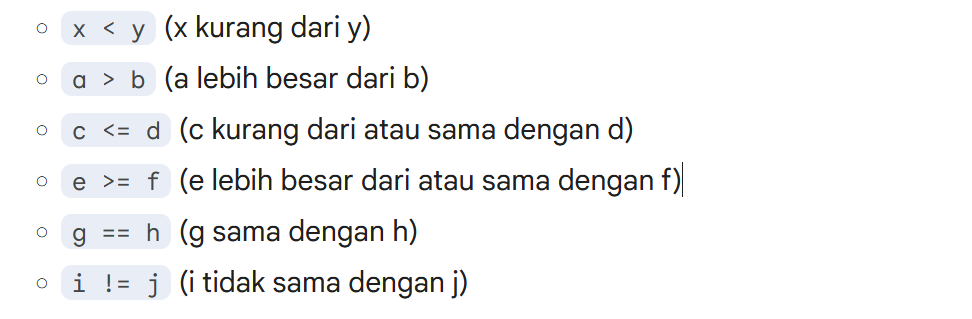 x < y (x kurang dari y)
a > b (a lebih besar dari b)
c <= d (c kurang dari atau sama dengan d)
e >= f (e lebih besar dari atau sama dengan f)
g == h (g sama dengan h)
i != j (i tidak sama dengan j)